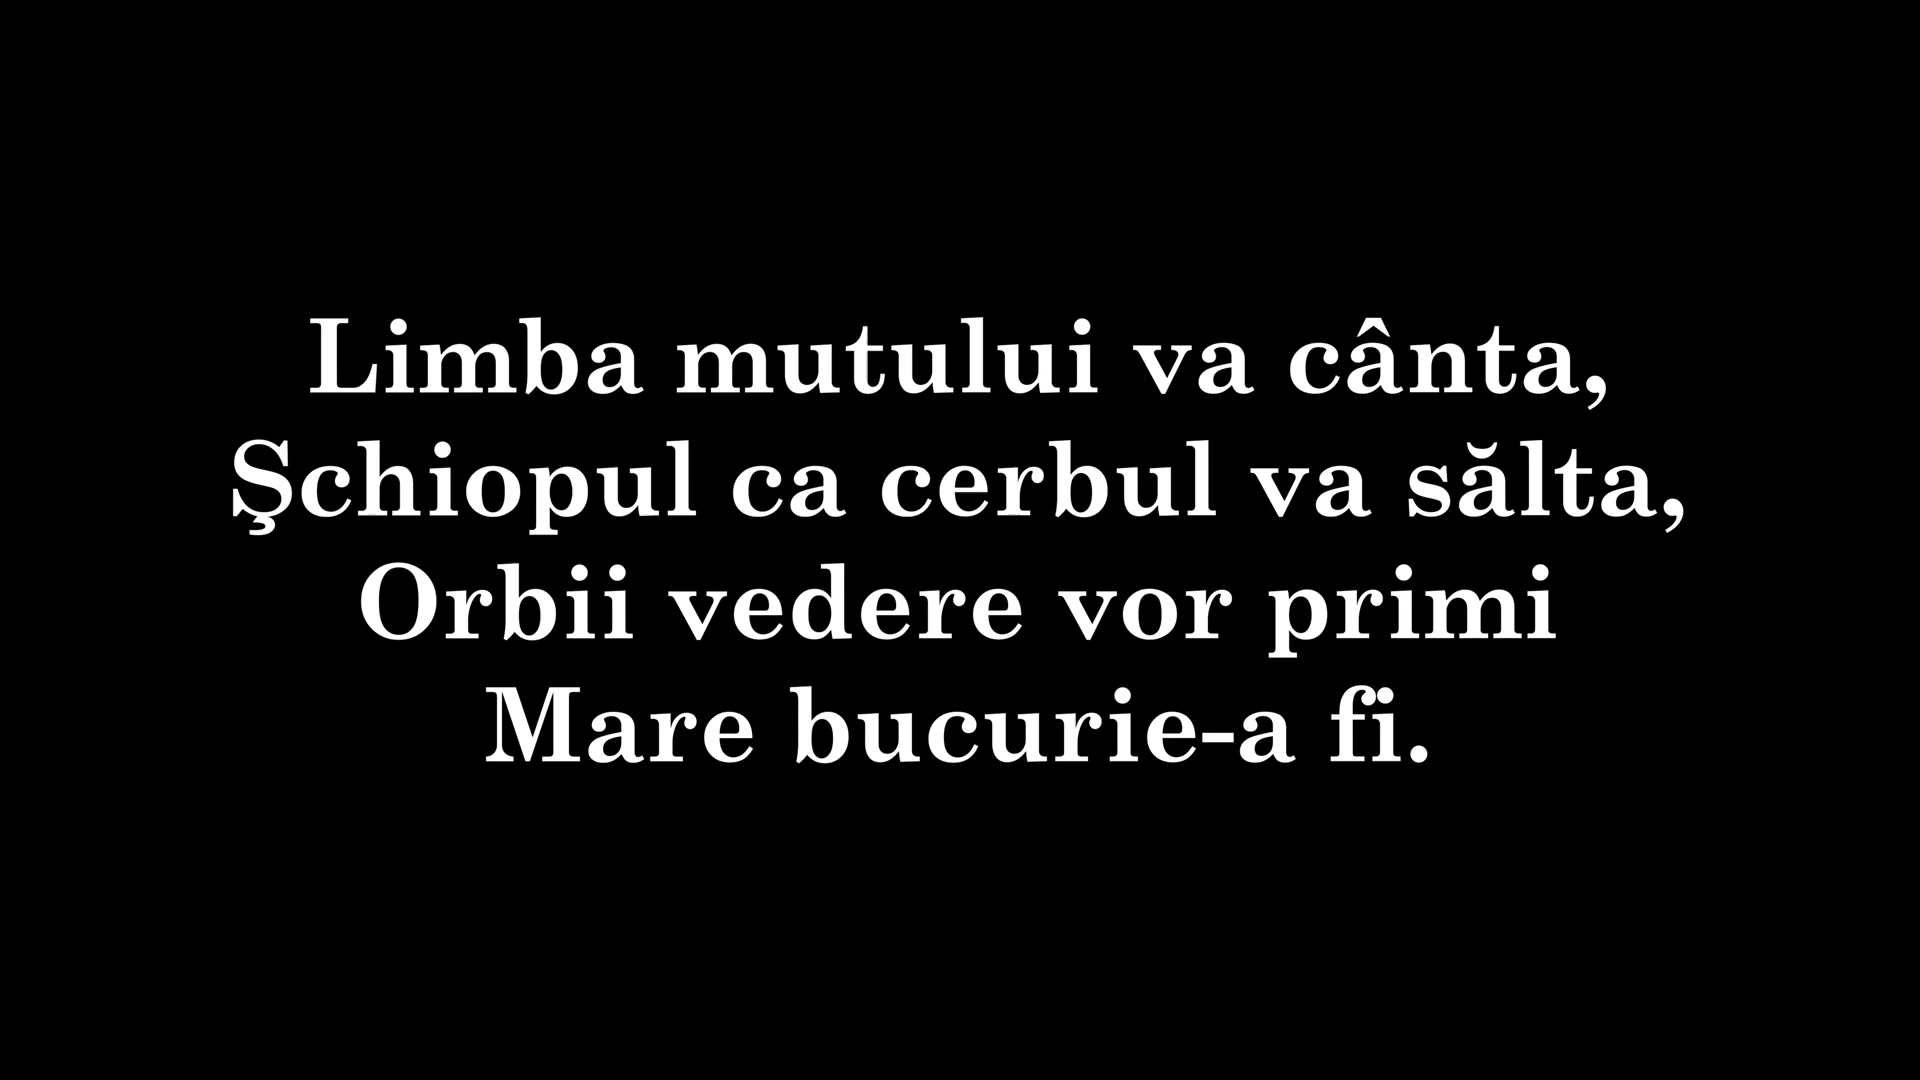 Limba mutului va cânta,
Şchiopul ca cerbul va sălta,
Orbii vedere vor primi
Mare bucurie-a fi.